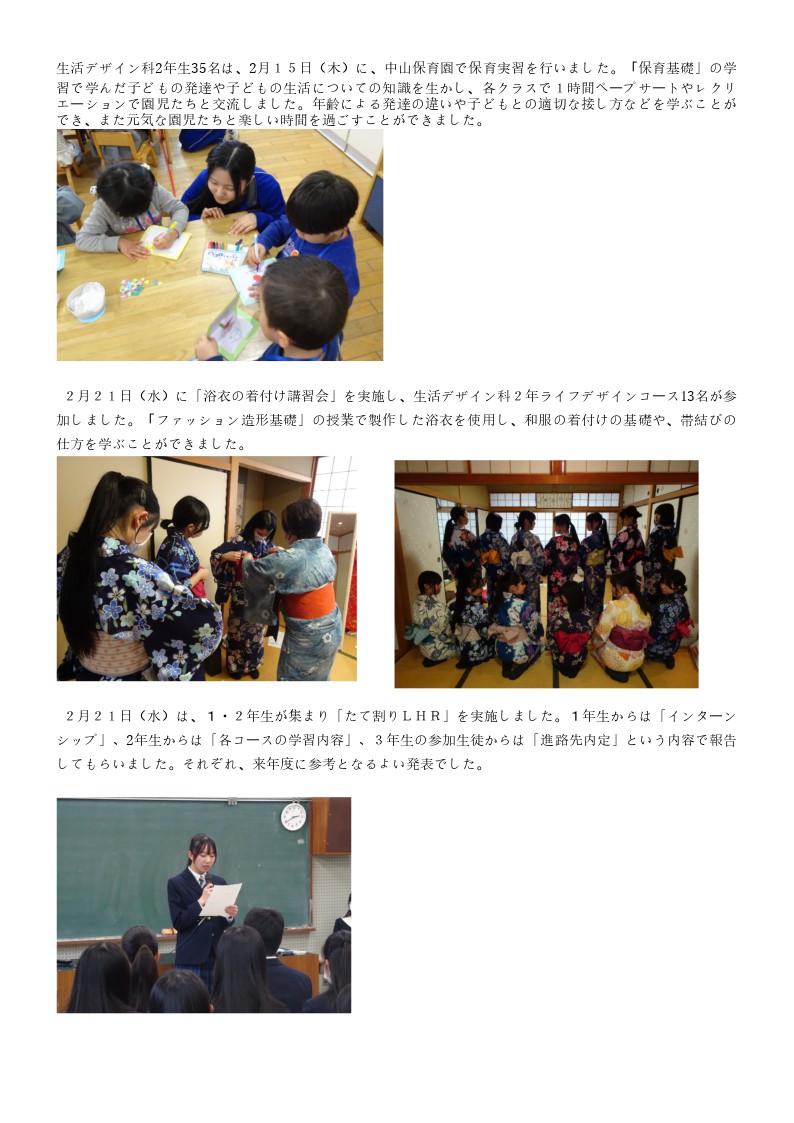 生活デザイン科2年生35名は、2月１５日（木）に、中山保育園で保育実習を行いました。「保育基礎」の学
習で学んだ子どもの発達や子どもの生活についての知識を生かし、各クラスで１時間ペープサートやレクリ
エーションで園児たちと交流しました。年齢による発達の違いや子どもとの適切な接し方などを学ぶことが
でき、また元気な園児たちと楽しい時間を過ごすことができました。
２月２１日（水）に「浴衣の着付け講習会」を実施し、生活デザイン科２年ライフデザインコース13名が参
加しました。「ファッション造形基礎」の授業で製作した浴衣を使用し、和服の着付けの基礎や、帯結びの
仕方を学ぶことができました。
２月２１日（水）は、１・２年生が集まり「たて割りＬＨＲ」を実施しました。１年生からは「インターン
シップ」、2年生からは「各コースの学習内容」、３年生の参加生徒からは「進路先内定」という内容で報告
してもらいました。それぞれ、来年度に参考となるよい発表でした。